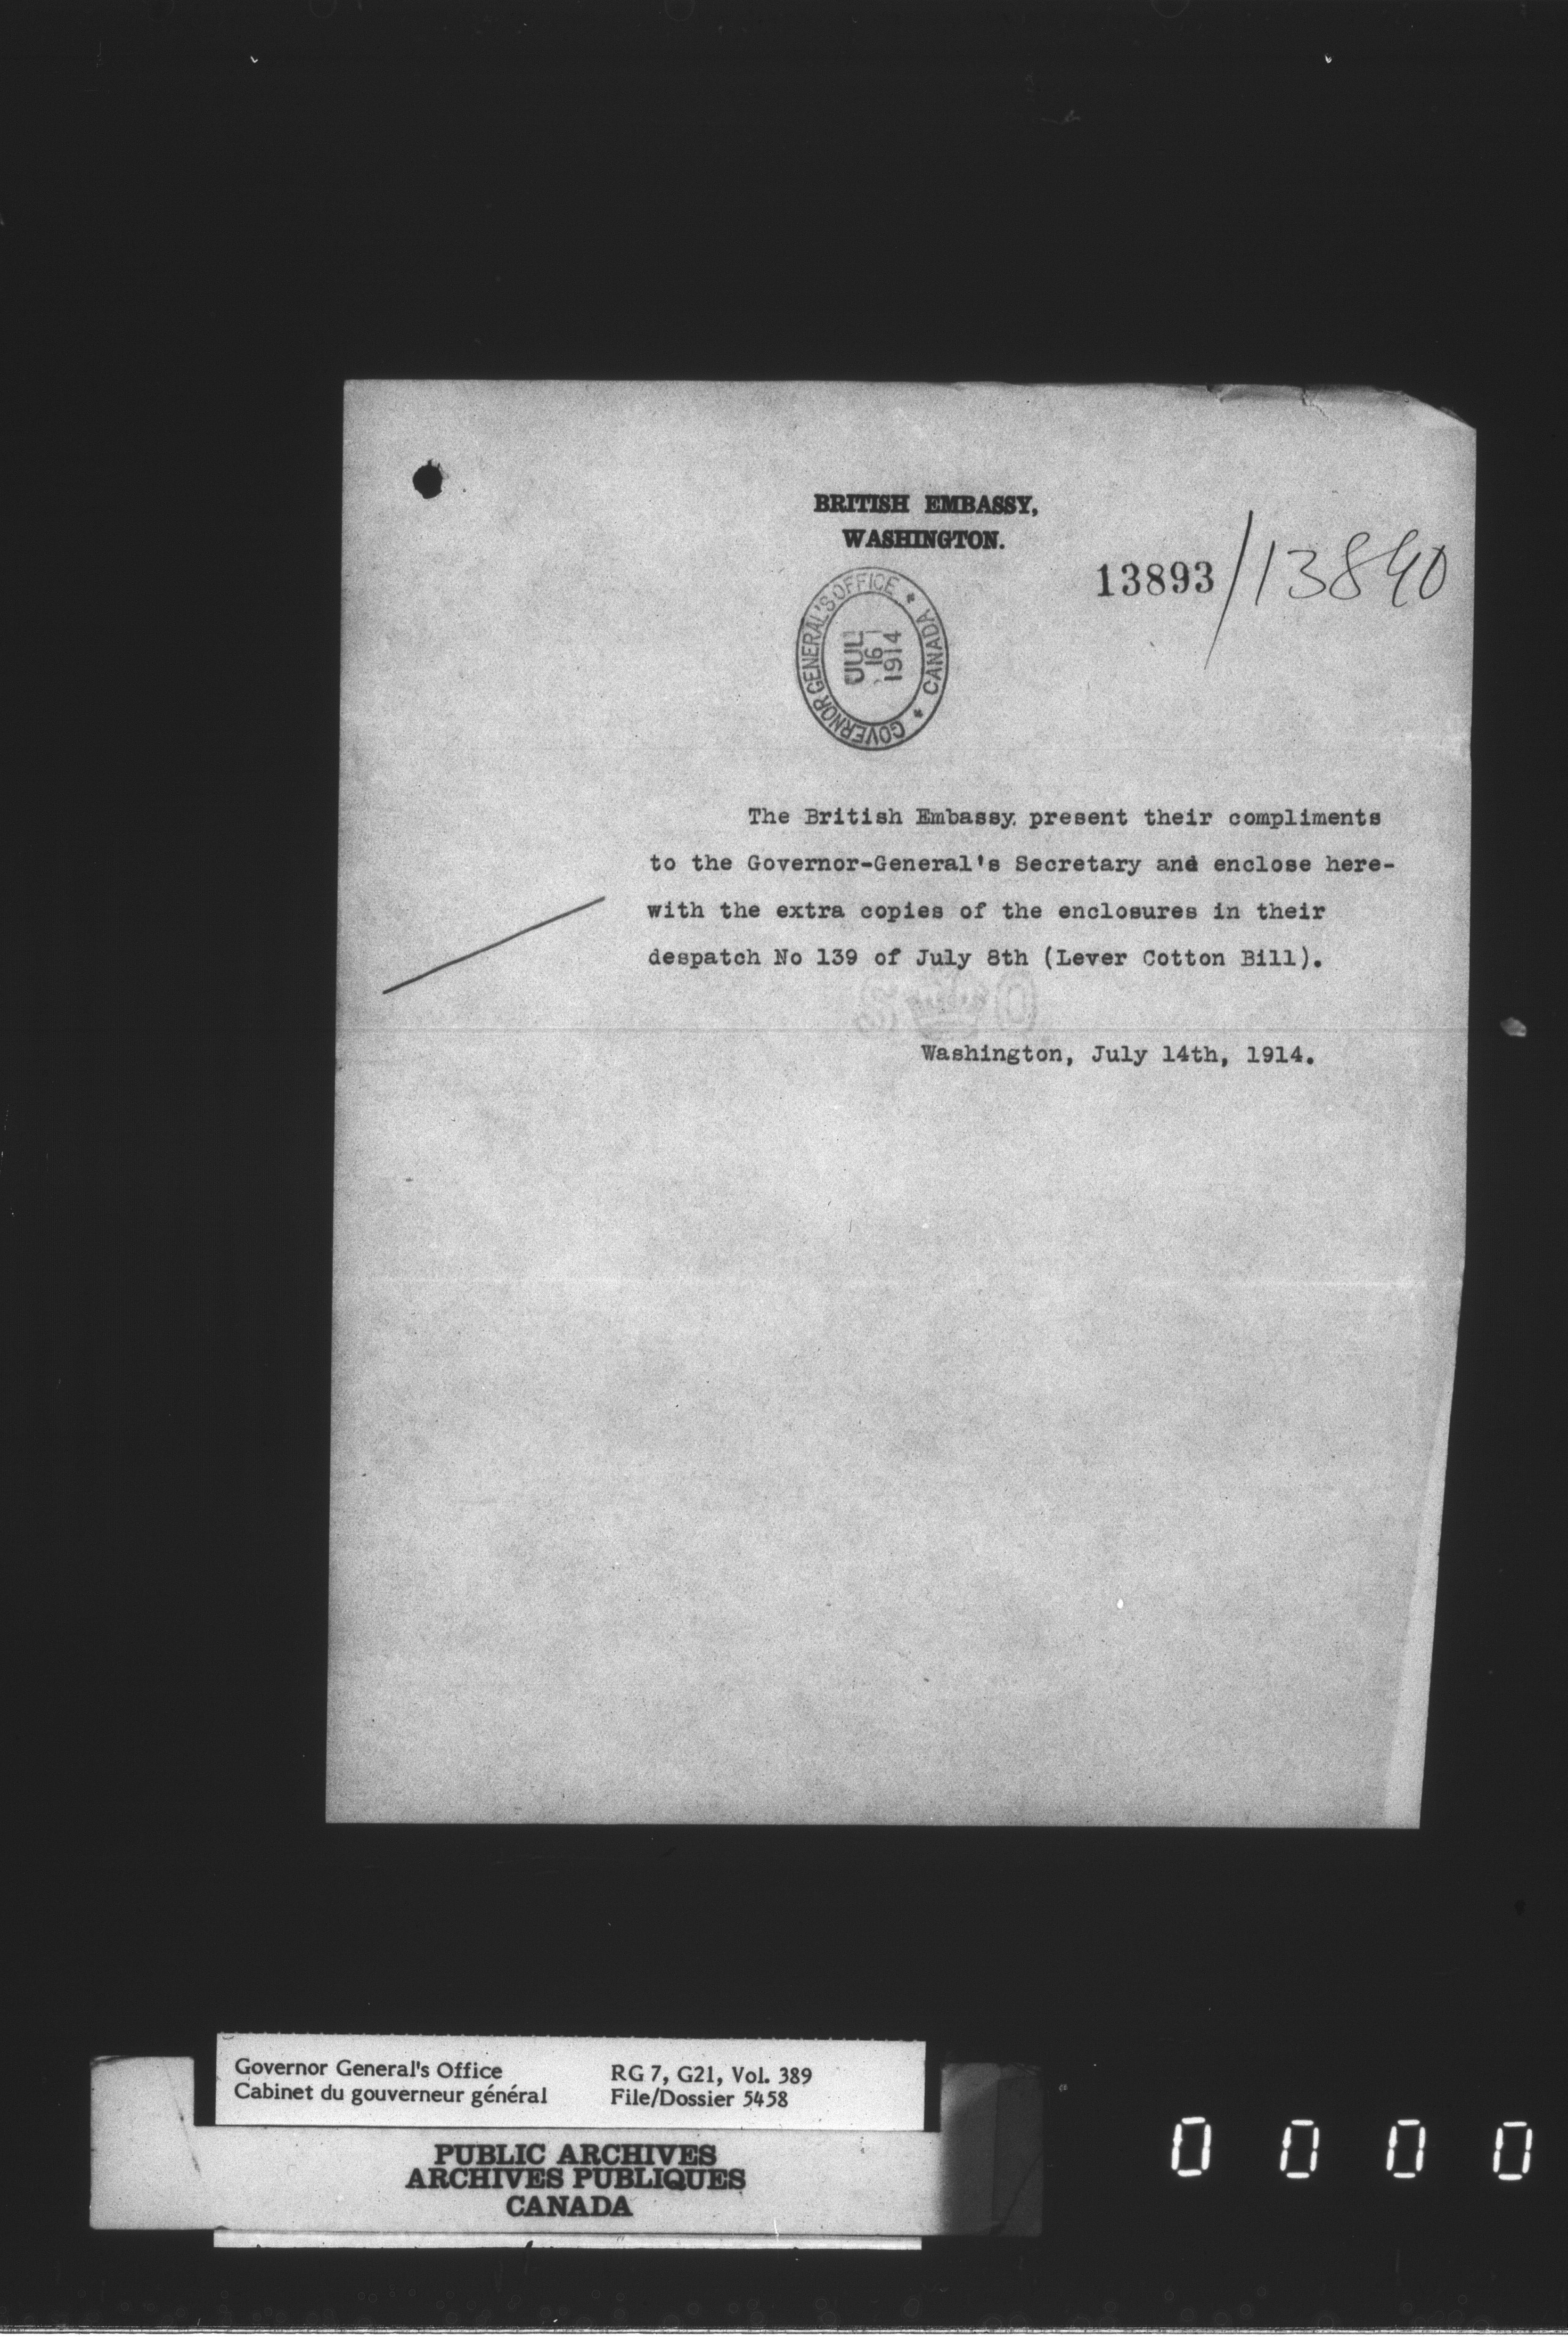 BRITISH EMBASSY,
WASHINGTON.
13893/13890
GOVERNOR GENERAL'S OFFICE * CANADA *
JUL
16
1914
The British Embassy. present their compliments
to the Governor-General's Secretary and enclose here-
with the extra copies of the enclosures in their
despatch No 139 of July 8th (Lever Cotton Bill).
Washington, July 14th, 1914.
Governor General's Office
Cabinet du gouverneur général
RG 7, G21, Vol. 389
File/Dossier 5458
PUBLIC ARCHIVES
ARCHIVES PUBLIQUES
CANADA
0 0 0 0